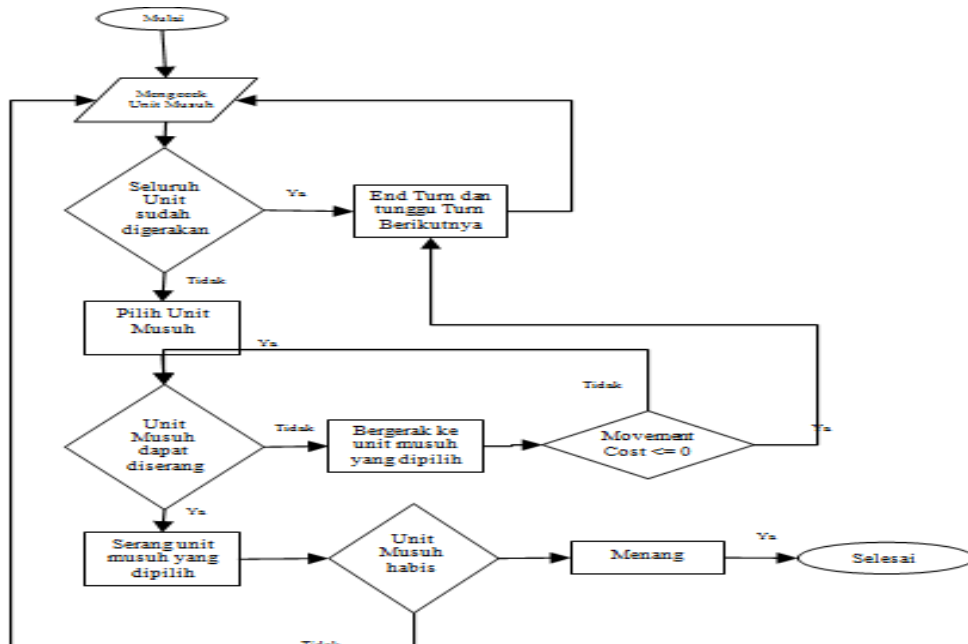 Mulai
Mengecek
Unit Musuh
Seluruh
Unit
sudah
digerakan
Ya
End Turn dan
tunggu Turn
Berikutnya
Tidak
Pilih Unit
Musuh
Ya
Tidak
Unit
Musuh
dapat
diserang
Tidak
Bergerak ke
unit musuh
yang dipilih
Movement
Cost <= 0
Ya
Ya
Serang unit
musuh yang
dipilih
Unit
Musuh
habis
Menang
Ya
Selesai
Tidak